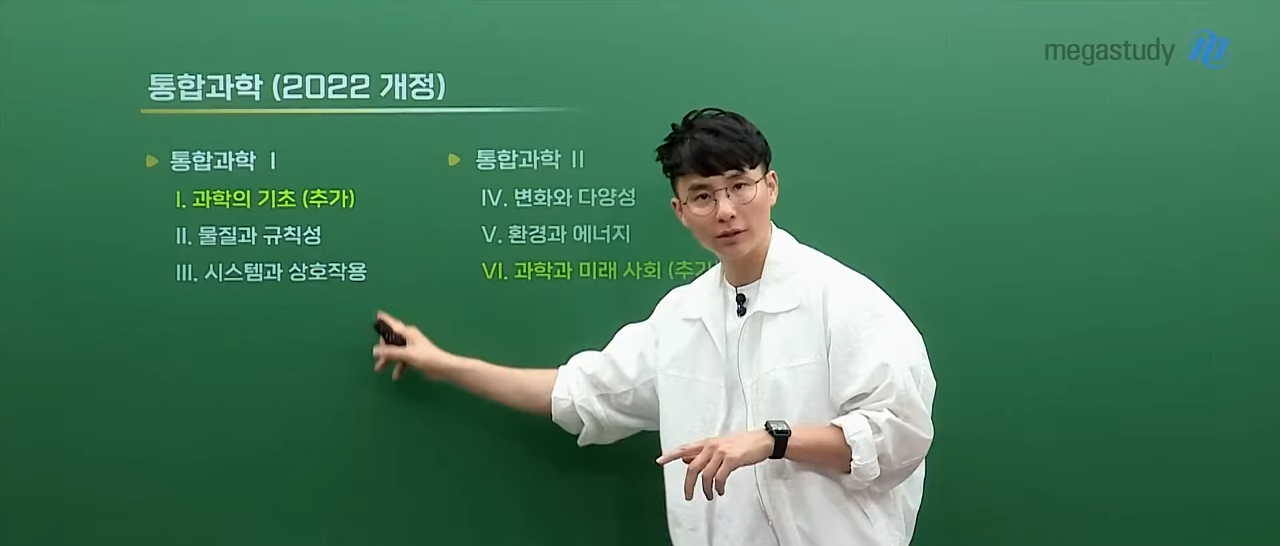 megastudy
통합과학 (2022 개정)
통합과학 I
I. 과학의 기초 (추가)
II. 물질과 규칙성
III. 시스템과 상호작용
통합과학 II
IV. 변화와 다양성
V. 환경과 에너지
VI. 과학과 미래 사회 (추가